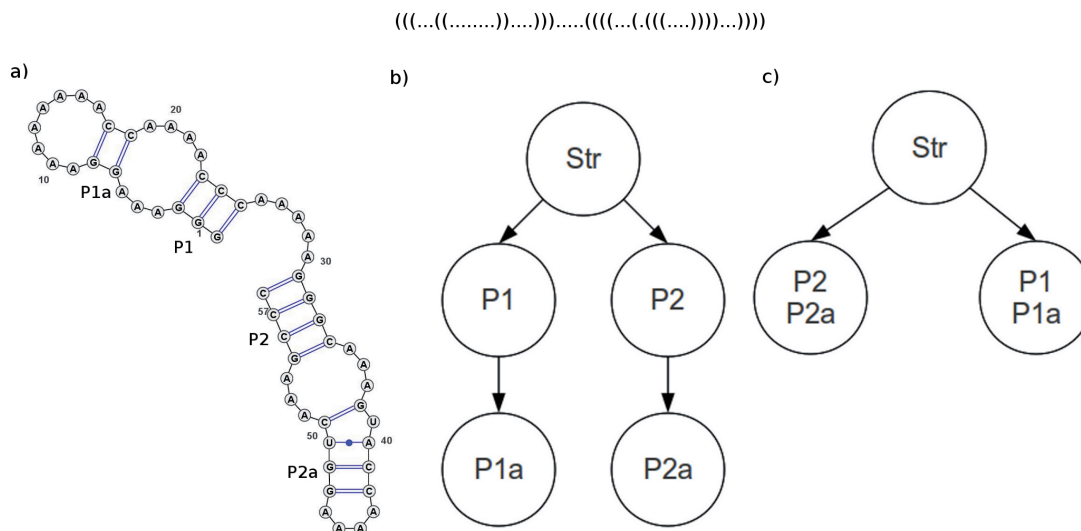 (((...((........))....))).....((((...(.(((....))))...))))
a)
G G G A A A G G A A A A A A A A C C A A A A C C C A A A A A G G G C A A A G U A C C A A A A G G U C A A A G C C C
1
10
20
30
40
50
57
P1a
P1
P2
P2a
b)
Str
P1
P2
P1a
P2a
c)
Str
P2
P2a
P1
P1a